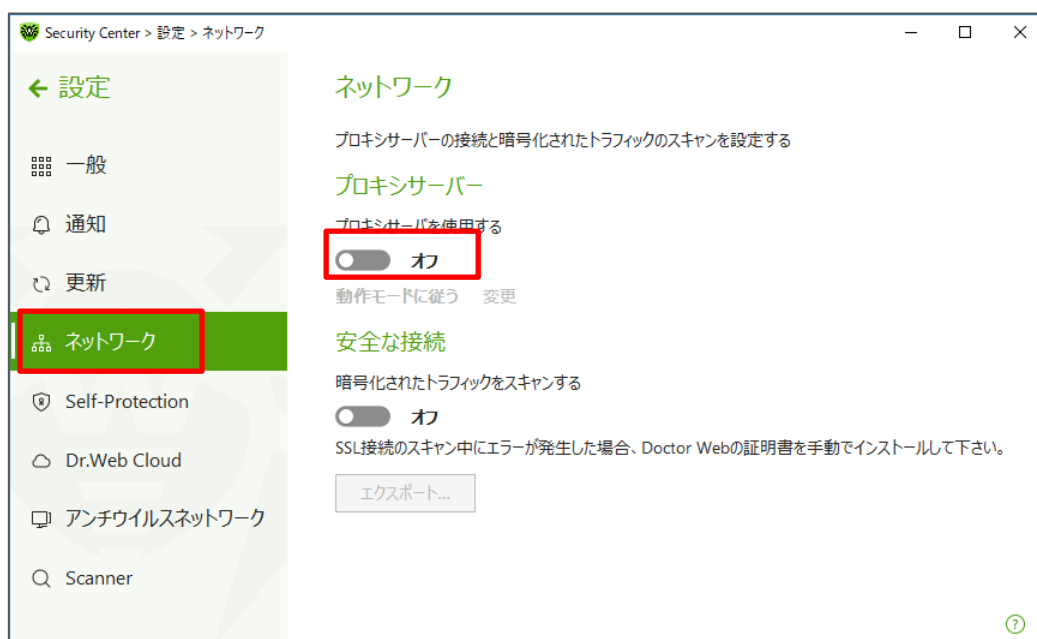 Security Center > 設定 > ネットワーク
設定
一般
通知
更新
ネットワーク
Self-Protection
Dr.Web Cloud
アンチウイルスネットワーク
Scanner
ネットワーク
プロキシサーバーの接続と暗号化されたトラフィックのスキャンを設定する
プロキシサーバー
プロキシサーバを使用する
オフ
動作モードに従う 変更
安全な接続
暗号化されたトラフィックをスキャンする
オフ
SSL接続のスキャン中にエラーが発生した場合、Doctor Webの証明書を手動でインストールして下さい。
エクスポート...
?